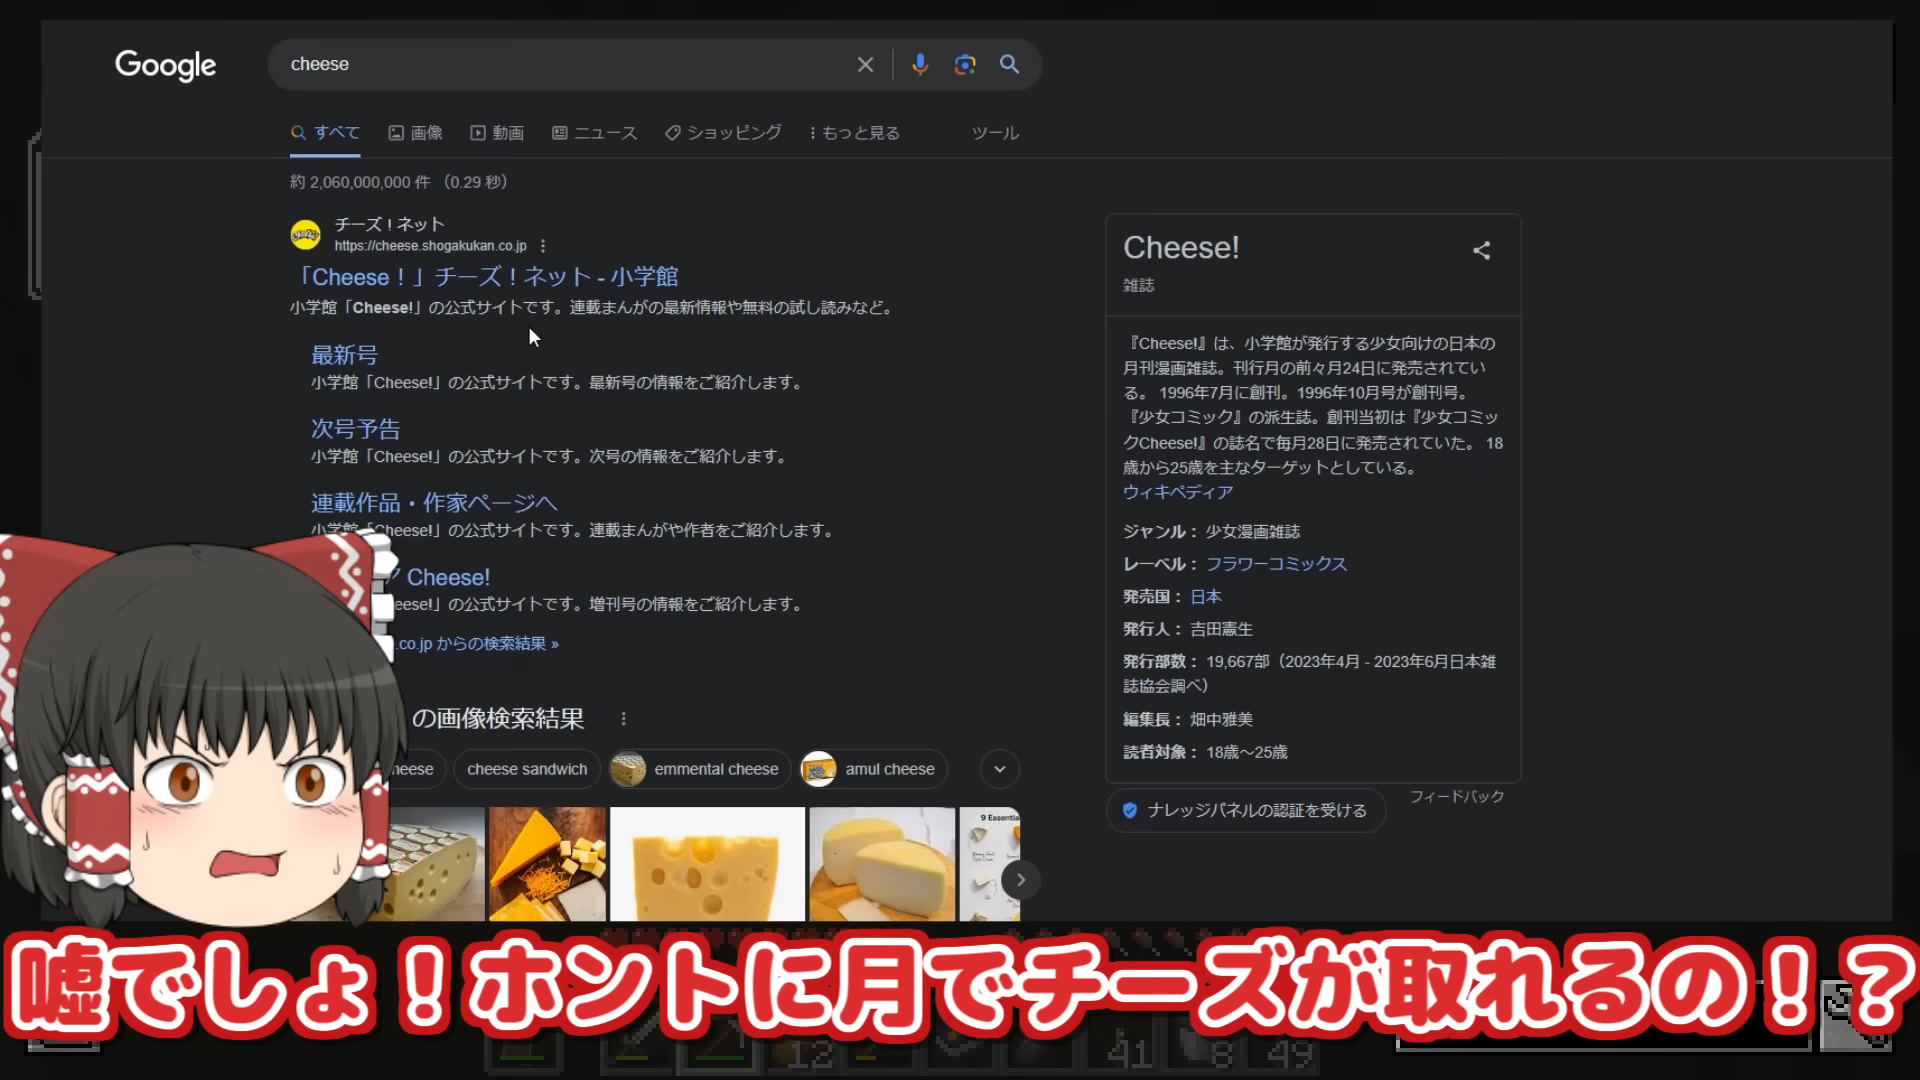 Google
cheese
すべて
画像
動画
ニュース
ショッピング
もっと見る
ツール
約 2,060,000,000 件 （0.29 秒）
チーズ！ネット
https://cheese.shogakukan.co.jp
「Cheese！」チーズ！ネット - 小学館
小学館「Cheese!」の公式サイトです。連載まんがの最新情報や無料の試し読みなど。
最新号
小学館「Cheese!」の公式サイトです。最新号の情報をご紹介します。
次号予告
小学館「Cheese!」の公式サイトです。次号の情報をご紹介します。
連載作品・作家ページへ
小学館「Cheese!」の公式サイトです。連載まんがや作者をご紹介します。
Cheese!
eese!」の公式サイトです。増刊号の情報をご紹介します。
.co.jp からの検索結果 »
の画像検索結果
heese
cheese sandwich
emmental cheese
amul cheese
9 Essentia
Cheese!
雑誌
『Cheese!』は、小学館が発行する少女向けの日本の
月刊漫画雑誌。刊行月の前々月24日に発売されてい
る。 1996年7月に創刊。1996年10月号が創刊号。
『少女コミック』の派生誌。創刊当初は『少女コミッ
クCheese!』の誌名で毎月28日に発売されていた。 18
歳から25歳を主なターゲットとしている。
ウィキペディア
ジャンル： 少女漫画雑誌
レーベル： フラワーコミックス
発売国： 日本
発行人： 吉田憲生
発行部数： 19,667部（2023年4月 - 2023年6月日本雑
誌協会調べ）
編集長： 畑中雅美
読者対象： 18歳～25歳
ナレッジパネルの認証を受ける
フィードバック
嘘でしょ！ホントに月でチーズが取れるの！？
12
41
8
49